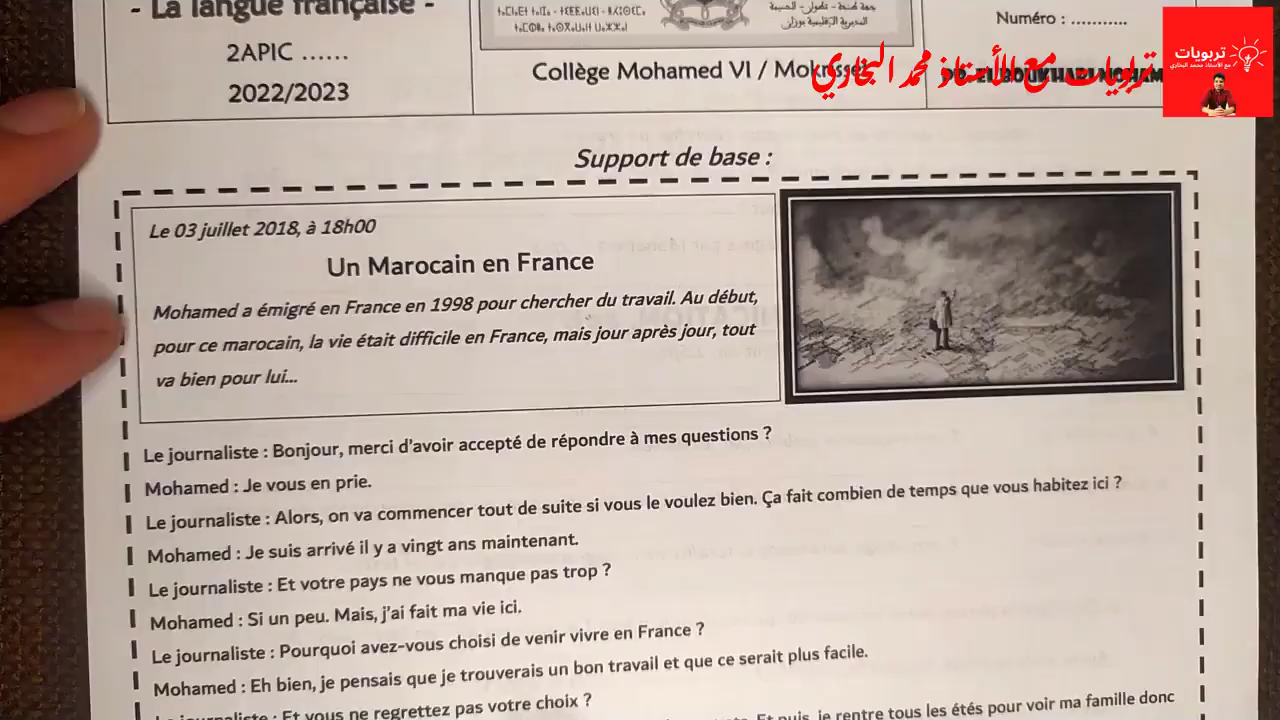 - La langue française -
2APIC ......
2022/2023
جهة طنجة - تطوان - الحسيمة
المديرية الإقليمية بوزان
Collège Mohamed VI /
Numéro : ...........
تربويات مع الأستاذ محمد البخاري
تربويات
مع الأستاذ محمد البخاري
Support de base :
Le 03 juillet 2018, à 18h00
Un Marocain en France
Mohamed a émigré en France en 1998 pour chercher du travail. Au début,
pour ce marocain, la vie était difficile en France, mais jour après jour, tout
va bien pour lui...
Le journaliste : Bonjour, merci d'avoir accepté de répondre à mes questions ?
Mohamed : Je vous en prie.
Le journaliste : Alors, on va commencer tout de suite si vous le voulez bien. Ça fait combien de temps que vous habitez ici ?
Mohamed : Je suis arrivé il y a vingt ans maintenant.
Le journaliste : Et votre pays ne vous manque pas trop ?
Mohamed : Si un peu. Mais, j'ai fait ma vie ici.
Le journaliste : Pourquoi avez-vous choisi de venir vivre en France ?
Mohamed : Eh bien, je pensais que je trouverais un bon travail et que ce serait plus facile.
Le journaliste : Et vous ne regrettez pas votre choix ?
Et puis, je rentre tous les étés pour voir ma famille donc